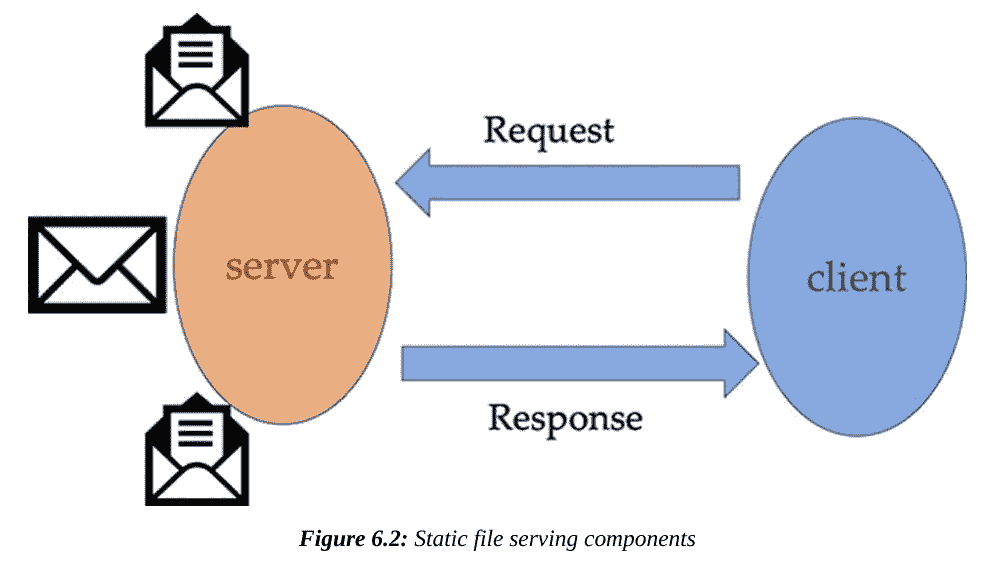 Request
server
client
Response
Figure 6.2: Static file serving components